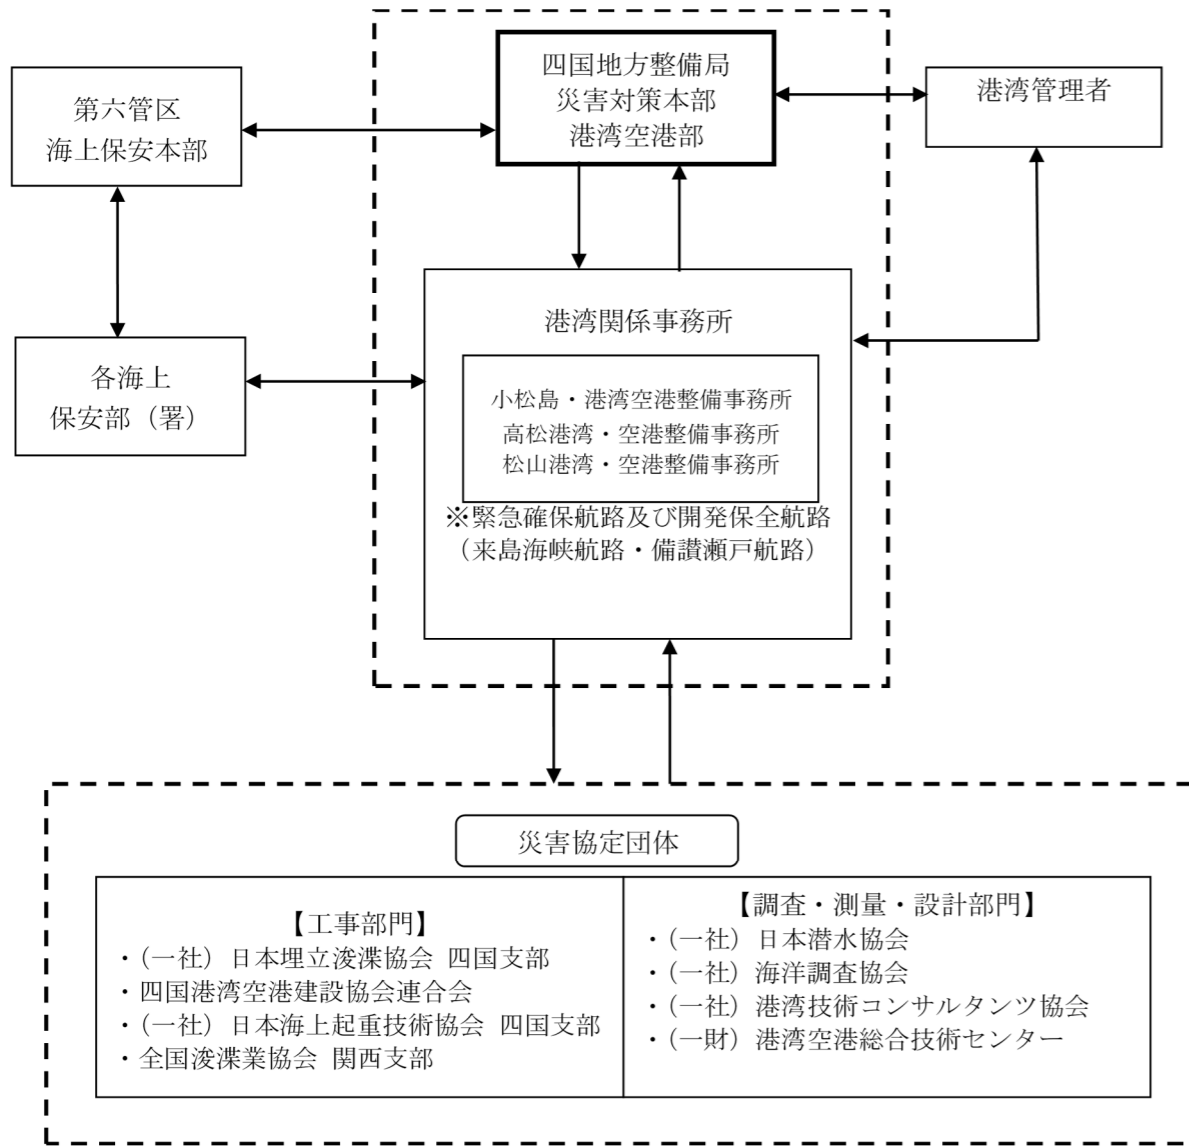 四国地方整備局
災害対策本部
港湾空港部
第六管区
海上保安本部
港湾管理者
港湾関係事務所
各海上
保安部（署）
小松島・港湾空港整備事務所
高松港湾・空港整備事務所
松山港湾・空港整備事務所
※緊急確保航路及び開発保全航路
（来島海峡航路・備讃瀬戸航路）
災害協定団体
【工事部門】
・（一社）日本埋立浚渫協会 四国支部
・四国港湾空港建設協会連合会
・（一社）日本海上起重技術協会 四国支部
・全国浚渫業協会 関西支部
【調査・測量・設計部門】
・（一社）日本潜水協会
・（一社）海洋調査協会
・（一社）港湾技術コンサルタンツ協会
・（一財）港湾空港総合技術センター